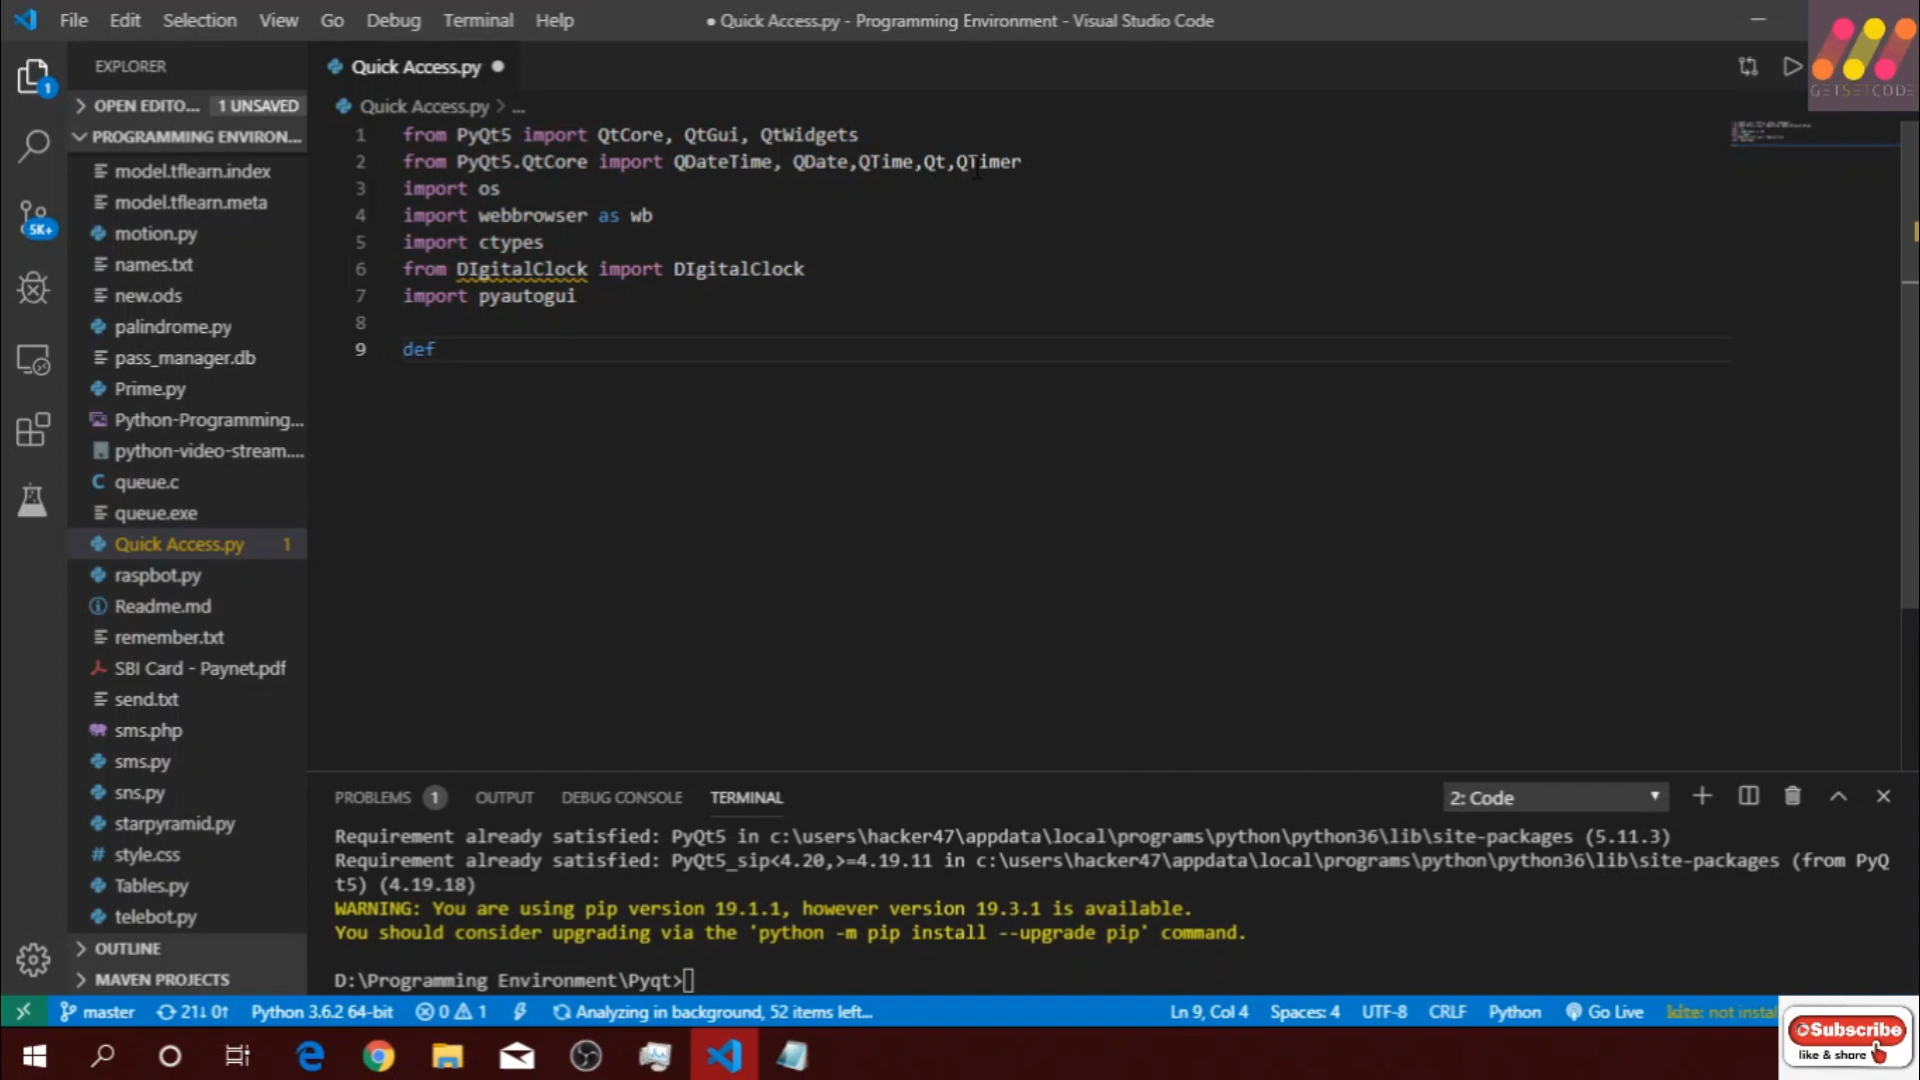 File Edit Selection View Go Debug Terminal Help
● Quick Access.py - Programming Environment - Visual Studio Code
GETSETCODE
EXPLORER
OPEN EDITO... 1 UNSAVED
PROGRAMMING ENVIRON...
model.tflearn.index
model.tflearn.meta
motion.py
names.txt
new.ods
palindrome.py
pass_manager.db
Prime.py
Python-Programming...
python-video-stream....
queue.c
queue.exe
Quick Access.py 1
raspbot.py
Readme.md
remember.txt
SBI Card - Paynet.pdf
send.txt
sms.php
sms.py
sns.py
starpyramid.py
style.css
Tables.py
telebot.py
OUTLINE
MAVEN PROJECTS
1
5K+
Quick Access.py ●
Quick Access.py > ...
1 from PyQt5 import QtCore, QtGui, QtWidgets
2 from PyQt5.QtCore import QDateTime, QDate,QTime,Qt,QTimer
3 import os
4 import webbrowser as wb
5 import ctypes
6 from DIgitalClock import DIgitalClock
7 import pyautogui
8
9 def
PROBLEMS 1 OUTPUT DEBUG CONSOLE TERMINAL
2: Code
Requirement already satisfied: PyQt5 in c:\users\hacker47\appdata\local\programs\python\python36\lib\site-packages (5.11.3)
Requirement already satisfied: PyQt5_sip<4.20,>=4.19.11 in c:\users\hacker47\appdata\local\programs\python\python36\lib\site-packages (from PyQ
t5) (4.19.18)
WARNING: You are using pip version 19.1.1, however version 19.3.1 is available.
You should consider upgrading via the 'python -m pip install --upgrade pip' command.
D:\Programming Environment\Pyqt>
master 21↓ 0↑ Python 3.6.2 64-bit 0 1 Analyzing in background, 52 items left...
Ln 9, Col 4 Spaces: 4 UTF-8 CRLF Python Go Live kite: not instal
Subscribe
like & share